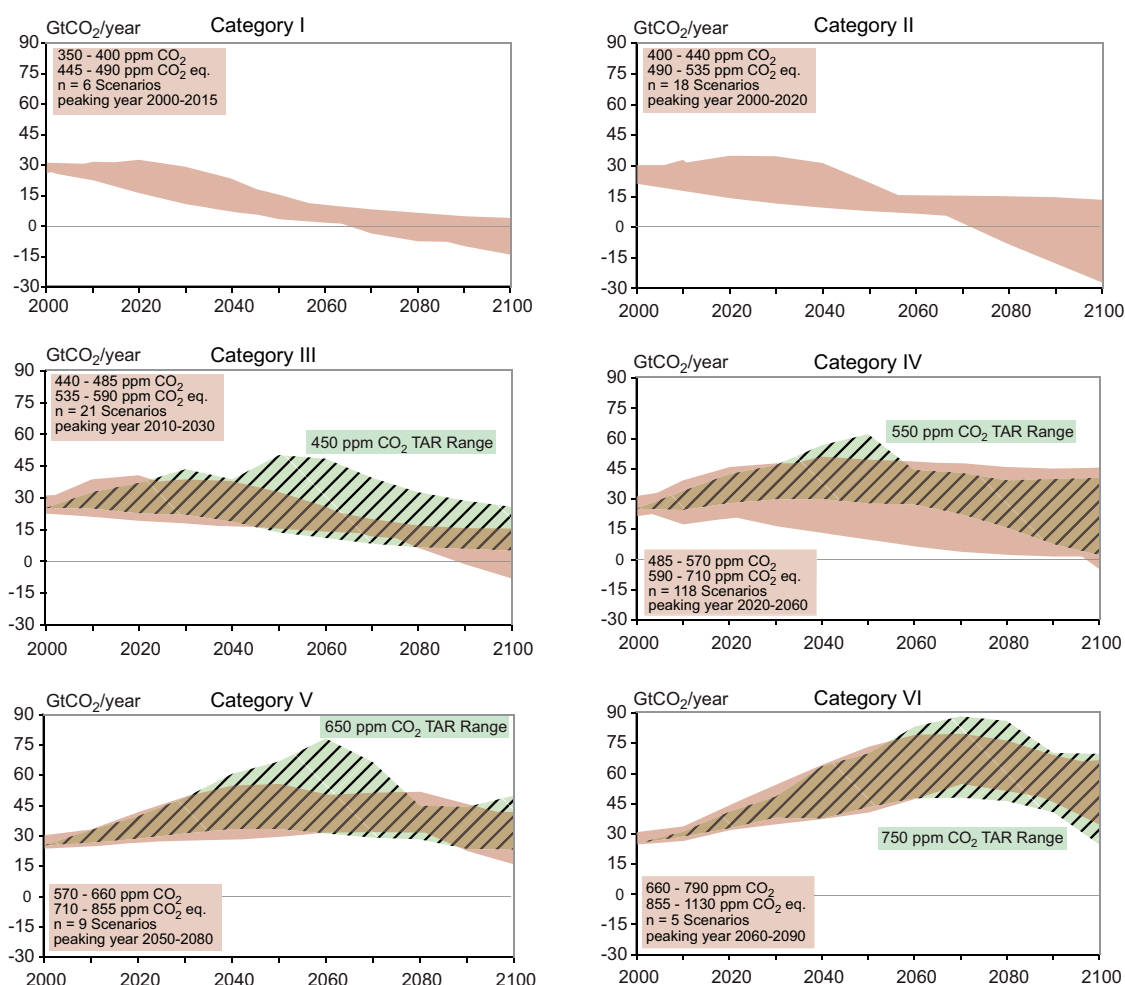 GtCO2/year
Category I
90
75
60
45
30
15
0
-15
-30
350 - 400 ppm CO2
445 - 490 ppm CO2 eq.
n = 6 Scenarios
peaking year 2000-2015
2000 2020 2040 2060 2080 2100
GtCO2/year
Category II
90
75
60
45
30
15
0
-15
-30
400 - 440 ppm CO2
490 - 535 ppm CO2 eq.
n = 18 Scenarios
peaking year 2000-2020
2000 2020 2040 2060 2080 2100
GtCO2/year
Category III
90
75
60
45
30
15
0
-15
-30
440 - 485 ppm CO2
535 - 590 ppm CO2 eq.
n = 21 Scenarios
peaking year 2010-2030
450 ppm CO2 TAR Range
2000 2020 2040 2060 2080 2100
GtCO2/year
Category IV
90
75
60
45
30
15
0
-15
-30
550 ppm CO2 TAR Range
485 - 570 ppm CO2
590 - 710 ppm CO2 eq.
n = 118 Scenarios
peaking year 2020-2060
2000 2020 2040 2060 2080 2100
GtCO2/year
Category V
90
75
60
45
30
15
0
-15
-30
650 ppm CO2 TAR Range
570 - 660 ppm CO2
710 - 855 ppm CO2 eq.
n = 9 Scenarios
peaking year 2050-2080
2000 2020 2040 2060 2080 2100
GtCO2/year
Category VI
90
75
60
45
30
15
0
-15
-30
750 ppm CO2 TAR Range
660 - 790 ppm CO2
855 - 1130 ppm CO2 eq.
n = 5 Scenarios
peaking year 2060-2090
2000 2020 2040 2060 2080 2100